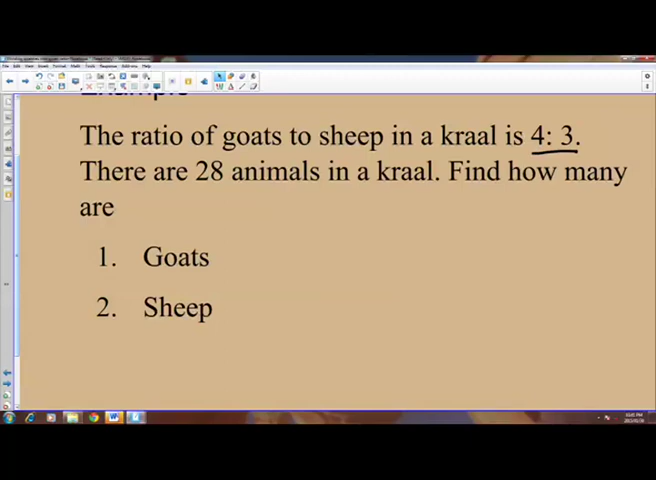 The ratio of goats to sheep in a kraal is 4: 3.
There are 28 animals in a kraal. Find how many
are
1. Goats
2. Sheep